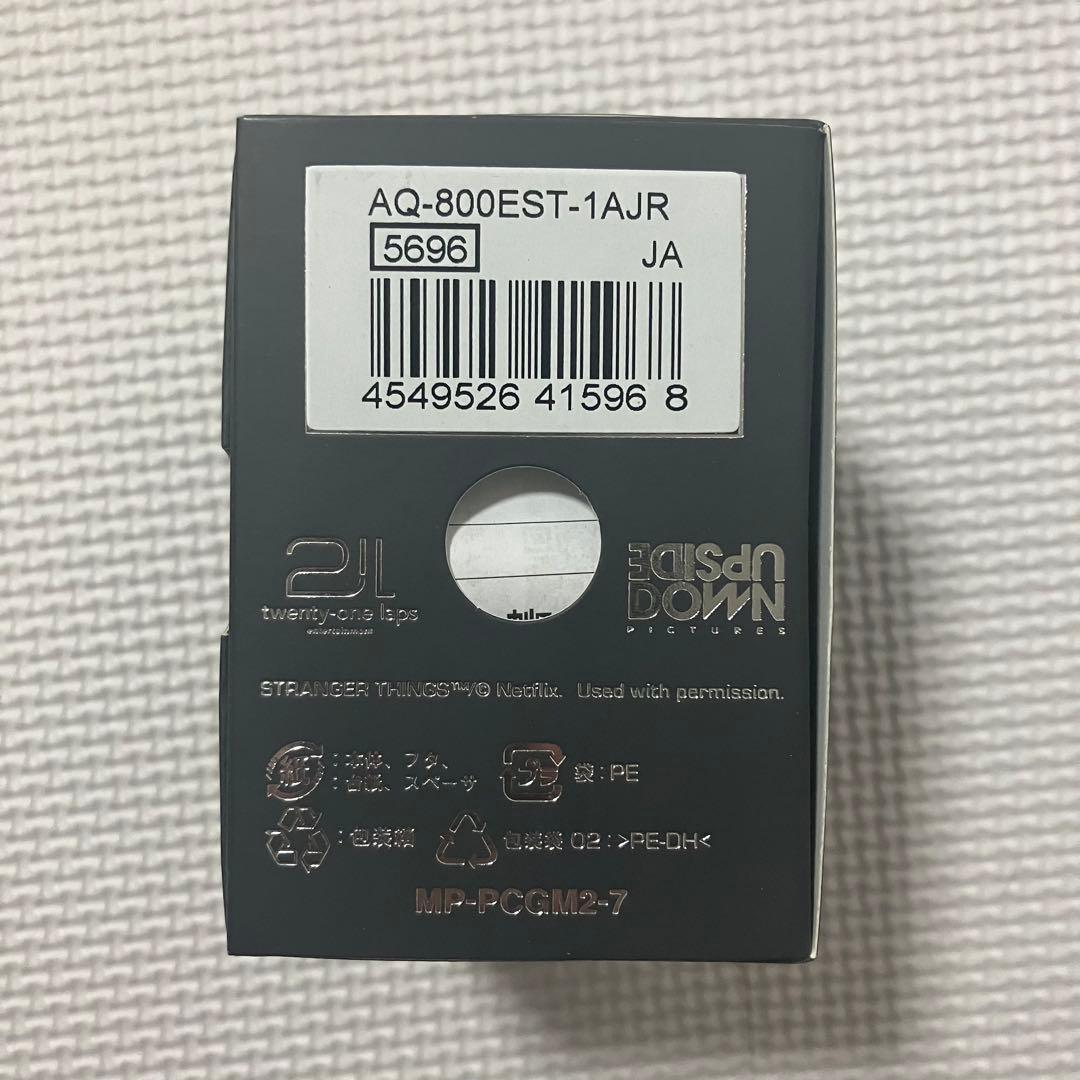 AQ-800EST-1AJR
5696 JA
4549526 41596 8
21L
twenty-one laps
entertainment
UPSIDE
DOWN
PICTURES
STRANGER THINGS™/© Netflix. Used with permission.
紙 :本体、フタ、
:台紙、スペーサ
プラ 袋:PE
:包装箱 包装袋 02:>PE-DH<
MP-PCGM2-7